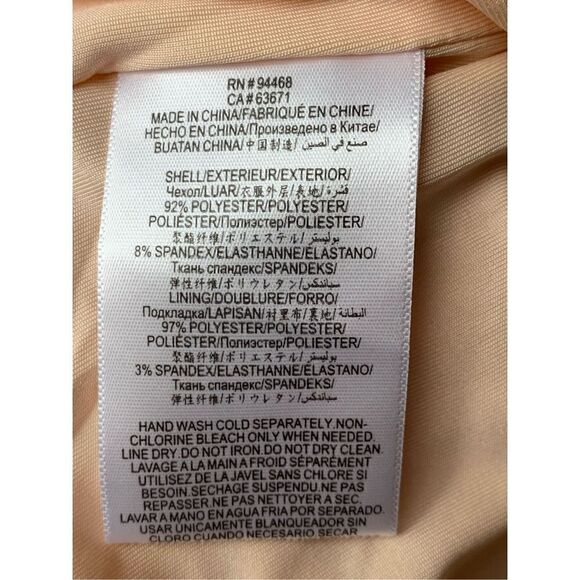 RN # 94468
CA # 63671
MADE IN CHINA/FABRIQUÉ EN CHINE/
HECHO EN CHINA/Произведено в Китае/
BUATAN CHINA/中国制造/ صنع في الصين
SHELL/EXTERIEUR/EXTERIOR/
Чехол/LUAR/衣服外层/表地/ قشرة
92% POLYESTER/POLYESTER/
POLIÉSTER/Полиэстер/POLIESTER/
聚酯纤维/ポリエステル/ بوليستر
8% SPANDEX/ELASTHANNE/ELASTANO/
Ткань спандекс/SPANDEKS/
弹性纤维/ポリウレタン/ سباندكس
LINING/DOUBLURE/FORRO/
Подкладка/LAPISAN/衬里布/裏地/ البطانة
97% POLYESTER/POLYESTER/
POLIÉSTER/Полиэстер/POLIESTER/
聚酯纤维/ポリエステル/ بوليستر
3% SPANDEX/ELASTHANNE/ELASTANO/
Ткань спандекс/SPANDEKS/
弹性纤维/ポリウレタン/ سباندكس
HAND WASH COLD SEPARATELY.NON-
CHLORINE BLEACH ONLY WHEN NEEDED.
LINE DRY.DO NOT IRON.DO NOT DRY CLEAN.
LAVAGE A LA MAIN A FROID SÉPARÉMENT
UTILISEZ DE LA JAVEL SANS CHLORE SI
BESOIN.SECHAGE SUSPENDU.NE PAS
REPASSER.NE PAS NETTOYER A SEC.
LAVAR A MANO EN AGUA FRIA POR SEPARADO.
USAR ÚNICAMENTE BLANQUEADOR SIN
CLORO CUANDO NECESARIO SECAR